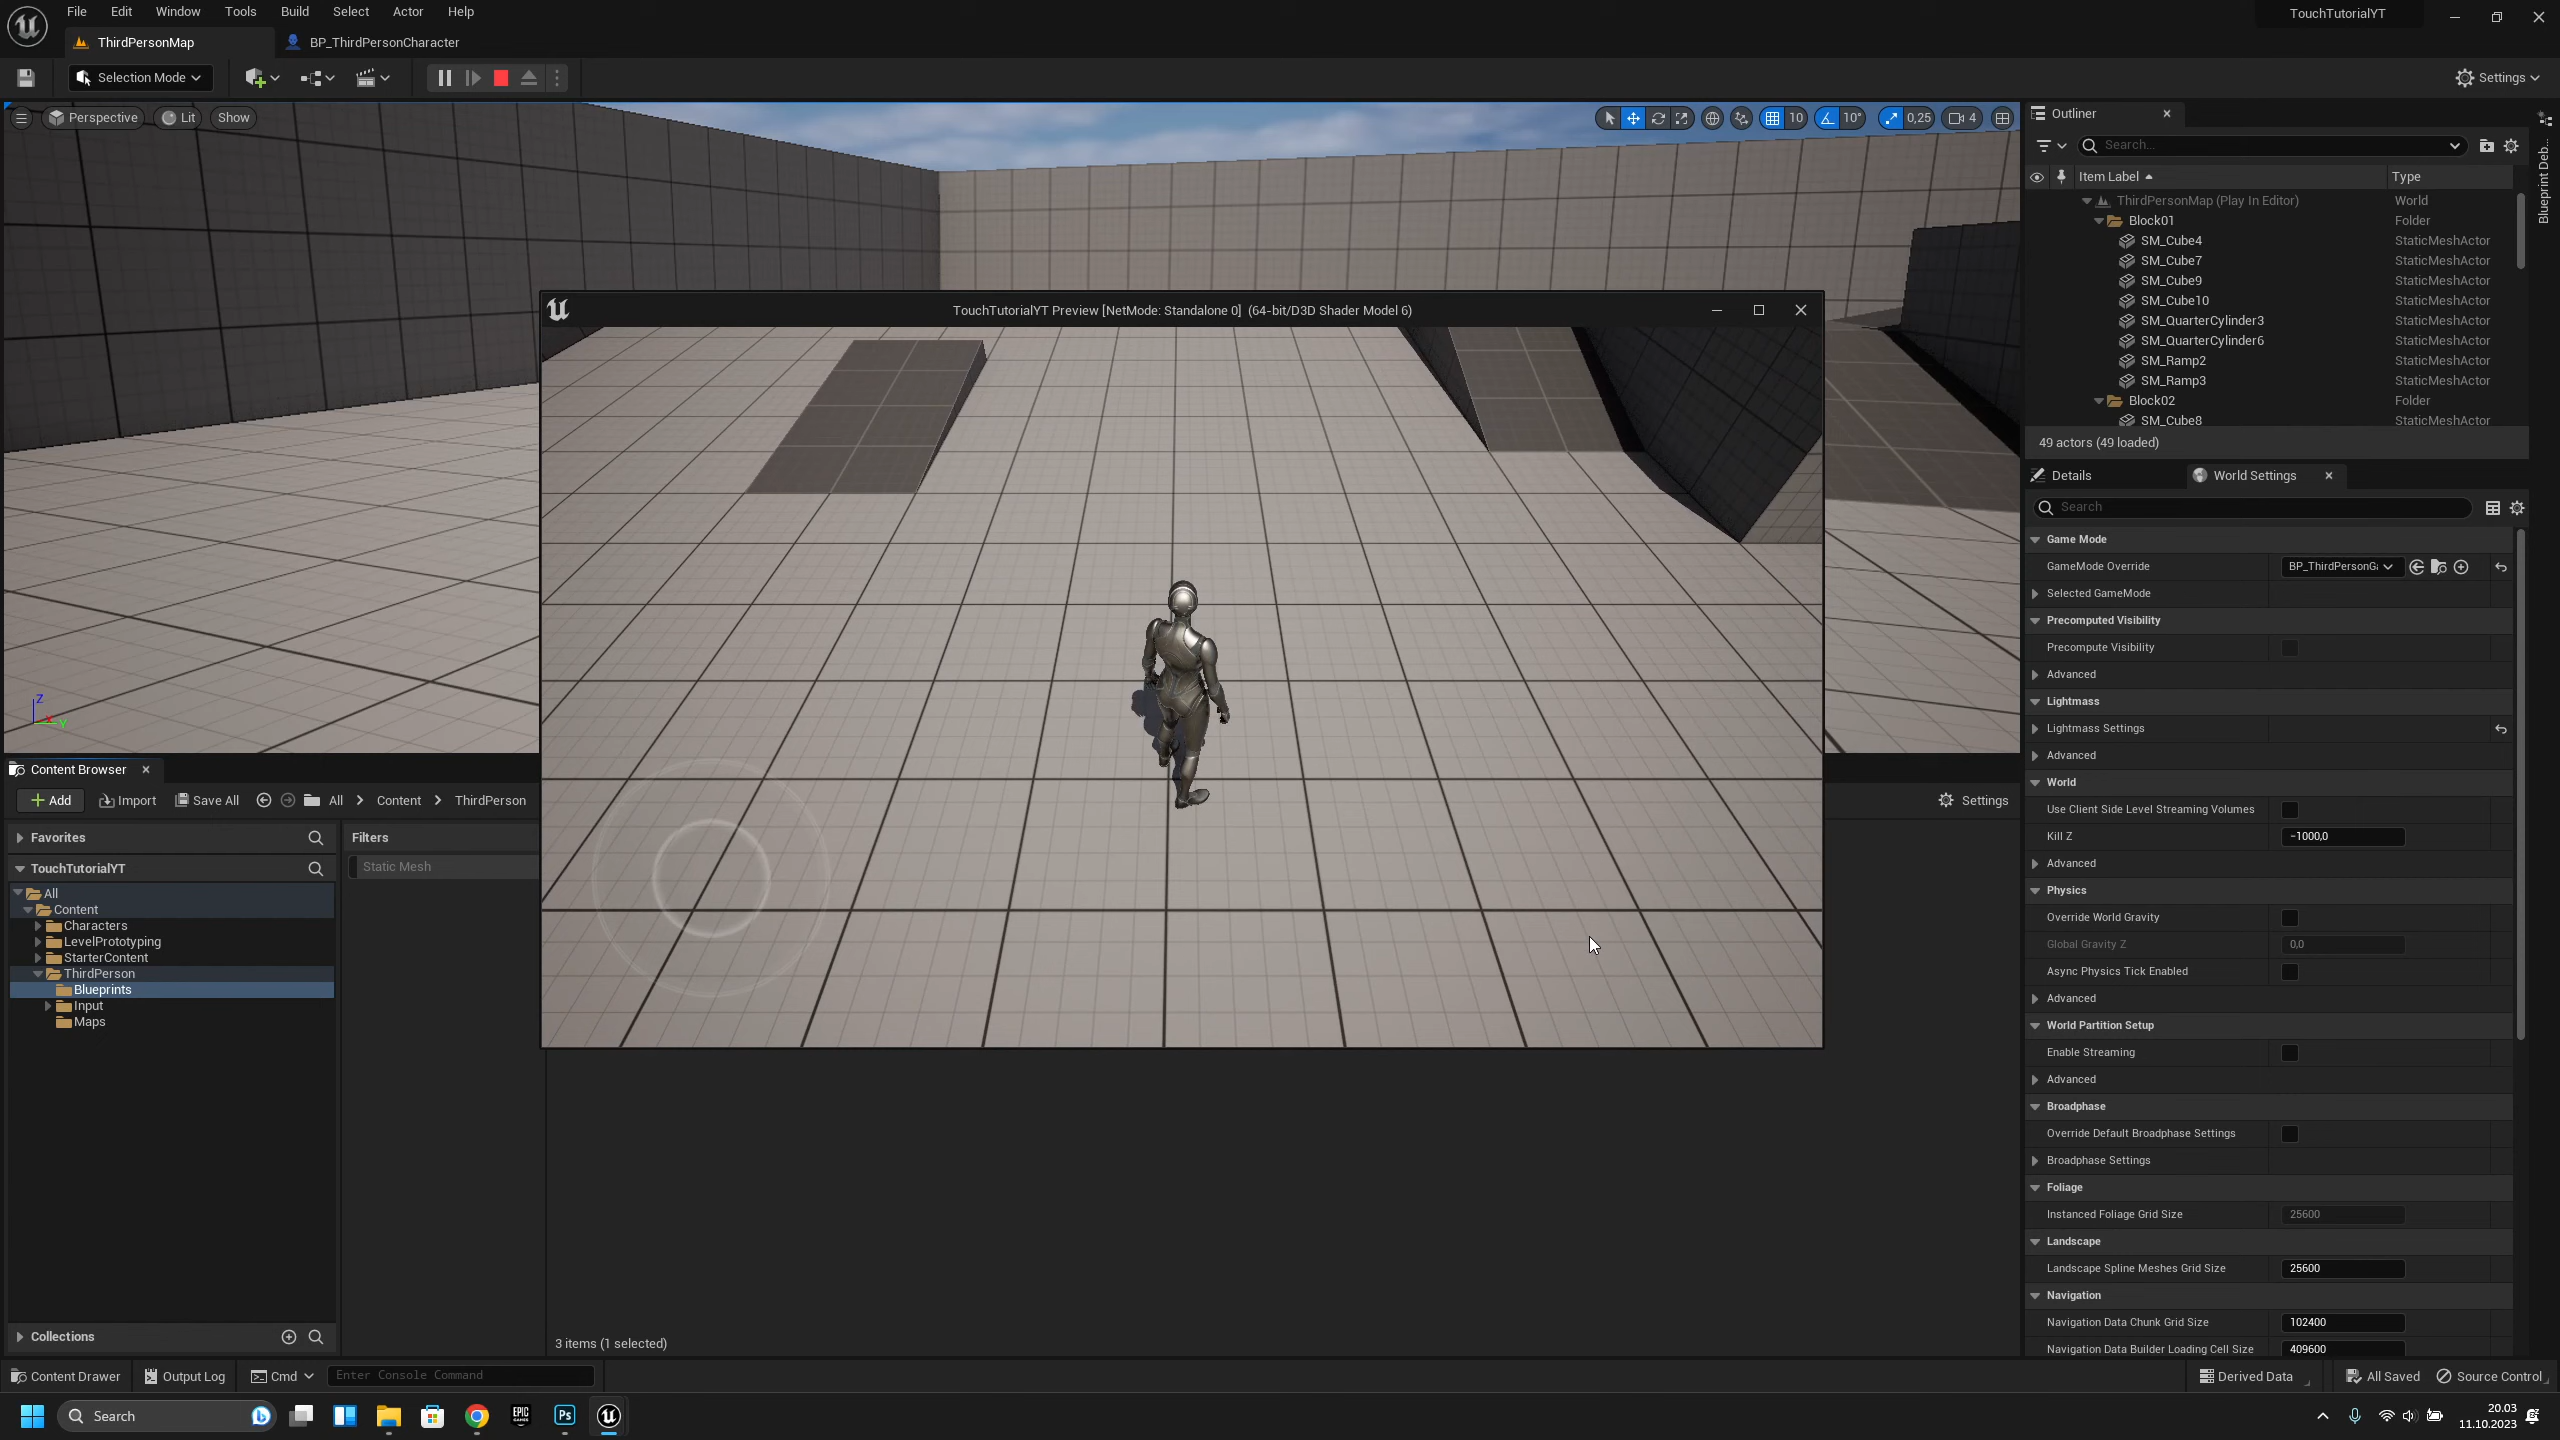 File Edit Window Tools Build Select Actor Help
TouchTutorialYT
ThirdPersonMap
BP_ThirdPersonCharacter
Selection Mode
Settings
Perspective
Lit
Show
10
10°
0,25
4
Outliner
Search...
Item Label
Type
ThirdPersonMap (Play In Editor)
World
Block01
Folder
SM_Cube4
StaticMeshActor
SM_Cube7
StaticMeshActor
SM_Cube9
StaticMeshActor
SM_Cube10
StaticMeshActor
SM_QuarterCylinder3
StaticMeshActor
SM_QuarterCylinder6
StaticMeshActor
SM_Ramp2
StaticMeshActor
SM_Ramp3
StaticMeshActor
Block02
Folder
SM_Cube8
StaticMeshActor
49 actors (49 loaded)
Blueprint Deb...
TouchTutorialYT Preview [NetMode: Standalone 0] (64-bit/D3D Shader Model 6)
Z
X
Y
Details
World Settings
Search
Game Mode
GameMode Override
BP_ThirdPersonGa
Selected GameMode
Precomputed Visibility
Precompute Visibility
Advanced
Lightmass
Lightmass Settings
Advanced
World
Use Client Side Level Streaming Volumes
Kill Z
-1000,0
Advanced
Physics
Override World Gravity
Global Gravity Z
0,0
Async Physics Tick Enabled
Advanced
World Partition Setup
Enable Streaming
Advanced
Broadphase
Override Default Broadphase Settings
Broadphase Settings
Foliage
Instanced Foliage Grid Size
25600
Landscape
Landscape Spline Meshes Grid Size
25600
Navigation
Navigation Data Chunk Grid Size
102400
Navigation Data Builder Loading Cell Size
409600
Content Browser
Add
Import
Save All
All
Content
ThirdPerson
Settings
Favorites
Filters
TouchTutorialYT
Static Mesh
All
Content
Characters
LevelPrototyping
StarterContent
ThirdPerson
Blueprints
Input
Maps
Collections
3 items (1 selected)
Content Drawer
Output Log
Cmd
Enter Console Command
Derived Data
All Saved
Source Control
Search
EPIC GAMES
Ps
20.03
11.10.2023